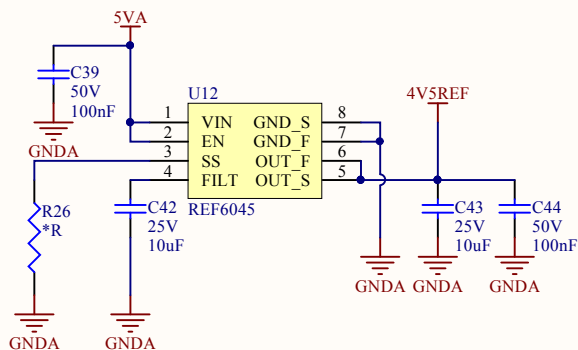 5VA
C39
50V
100nF
GNDA
U12
1 VIN GND_S 8
2 EN GND_F 7
3 SS OUT_F 6
4 FILT OUT_S 5
REF6045
4V5REF
R26
*R
C42
25V
10uF
C43
25V
10uF
C44
50V
100nF
GNDA
GNDA
GNDA
GNDA
GNDA